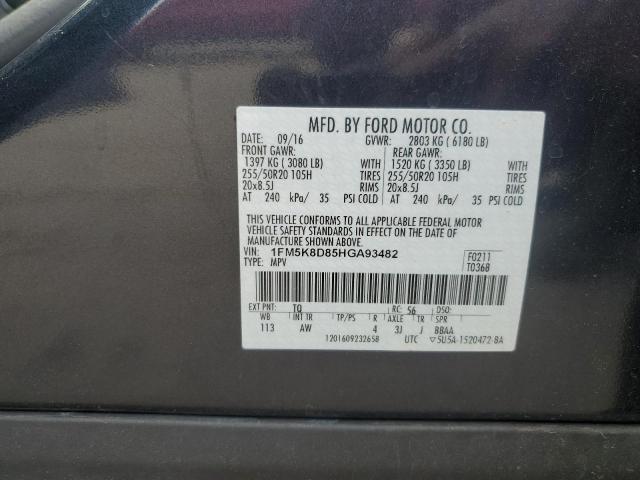 MFD. BY FORD MOTOR CO.
DATE: 09/16 GVWR: 2803 KG ( 6180 LB)
FRONT GAWR: REAR GAWR:
1397 KG ( 3080 LB) WITH 1520 KG ( 3350 LB) WITH
255/50R20 105H TIRES 255/50R20 105H TIRES
20x8.5J RIMS 20x8.5J RIMS
AT 240 kPa/ 35 PSI COLD AT 240 kPa/ 35 PSI COLD
THIS VEHICLE CONFORMS TO ALL APPLICABLE FEDERAL MOTOR
VEHICLE SAFETY STANDARDS IN EFFECT ON THE DATE OF
MANUFACTURE SHOWN ABOVE.
VIN: 1FM5K8D85HGA93482 F0211
TYPE: MPV T0368
EXT PNT: TQ RC: 56 DSO:
WB INT TR TP/PS R AXLE TR SPR
113 AW 4 3J J BBAA
1201609232658 UTC ▽5U5A-1520472-BA